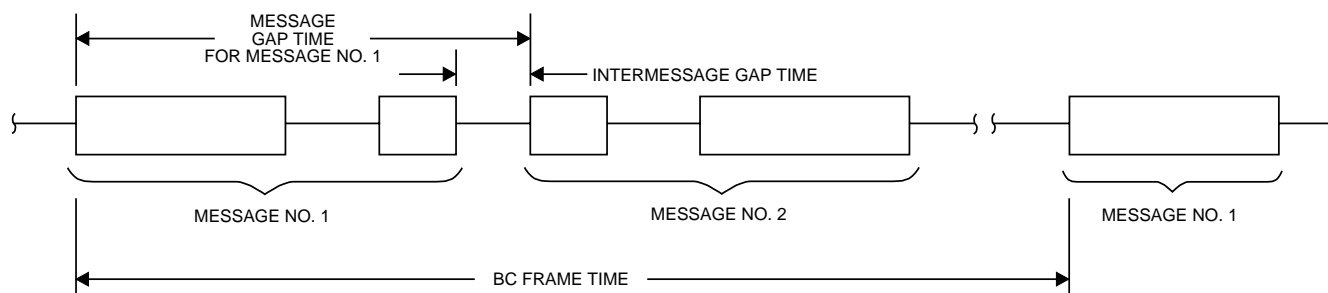 MESSAGE
GAP TIME
FOR MESSAGE NO. 1
INTERMESSAGE GAP TIME
MESSAGE NO. 1
MESSAGE NO. 2
MESSAGE NO. 1
BC FRAME TIME